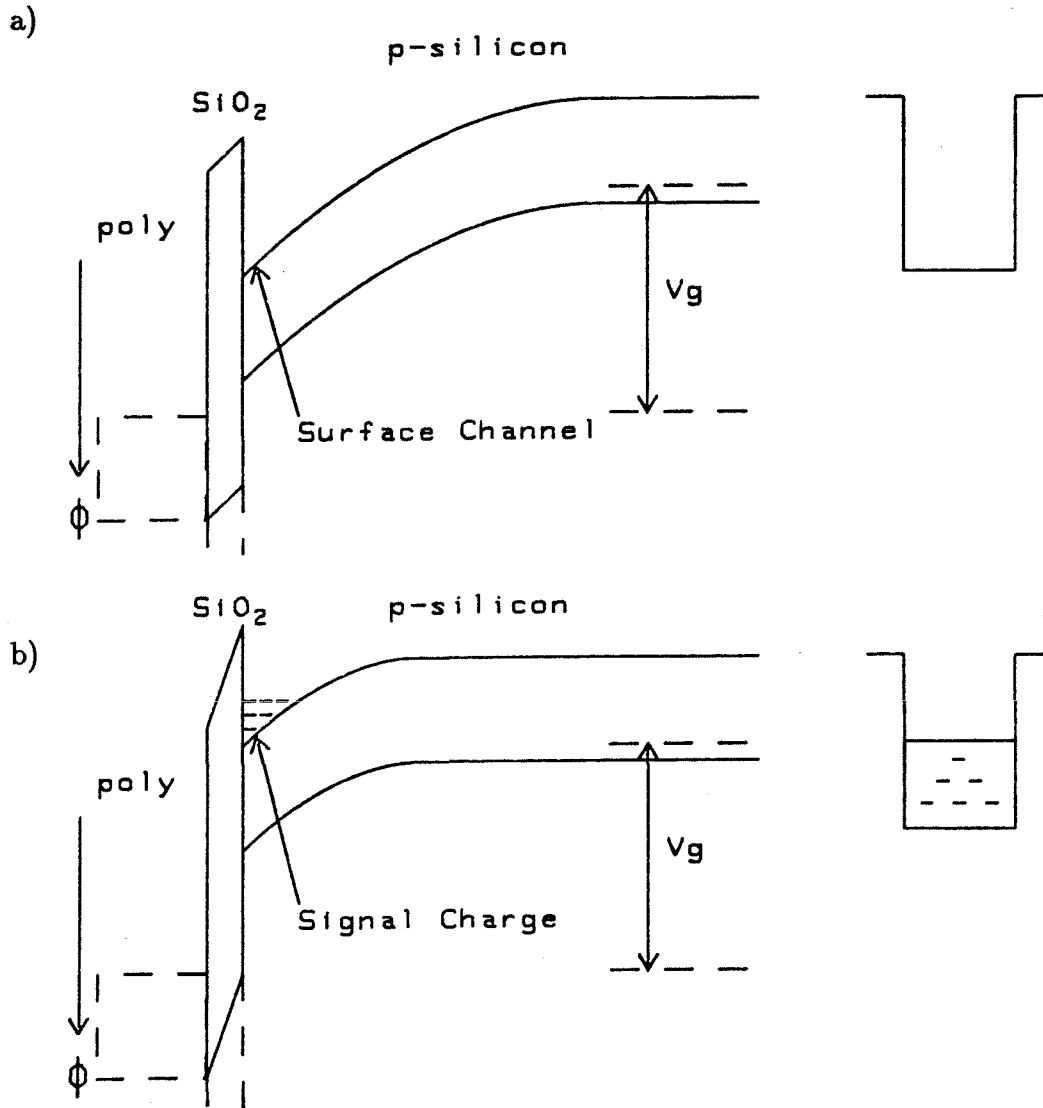 a)
p-silicon
SiO₂
poly
Vg
Surface Channel
Φ
SiO₂
p-silicon
b)
poly
Vg
Signal Charge
Φ